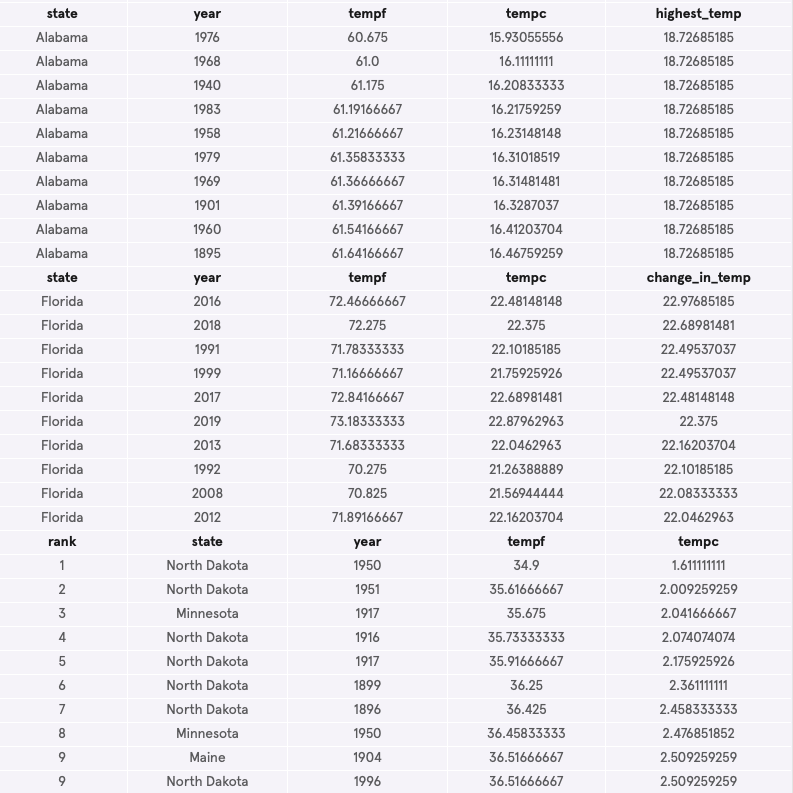 state year tempf tempc highest_temp
Alabama 1976 60.675 15.93055556 18.72685185
Alabama 1968 61.0 16.11111111 18.72685185
Alabama 1940 61.175 16.20833333 18.72685185
Alabama 1983 61.19166667 16.21759259 18.72685185
Alabama 1958 61.21666667 16.23148148 18.72685185
Alabama 1979 61.35833333 16.31018519 18.72685185
Alabama 1969 61.36666667 16.31481481 18.72685185
Alabama 1901 61.39166667 16.3287037 18.72685185
Alabama 1960 61.54166667 16.41203704 18.72685185
Alabama 1895 61.64166667 16.46759259 18.72685185
state year tempf tempc change_in_temp
Florida 2016 72.46666667 22.48148148 22.97685185
Florida 2018 72.275 22.375 22.68981481
Florida 1991 71.78333333 22.10185185 22.49537037
Florida 1999 71.16666667 21.75925926 22.49537037
Florida 2017 72.84166667 22.68981481 22.48148148
Florida 2019 73.18333333 22.87962963 22.375
Florida 2013 71.68333333 22.0462963 22.16203704
Florida 1992 70.275 21.26388889 22.10185185
Florida 2008 70.825 21.56944444 22.08333333
Florida 2012 71.89166667 22.16203704 22.0462963
rank state year tempf tempc
1 North Dakota 1950 34.9 1.611111111
2 North Dakota 1951 35.61666667 2.009259259
3 Minnesota 1917 35.675 2.041666667
4 North Dakota 1916 35.73333333 2.074074074
5 North Dakota 1917 35.91666667 2.175925926
6 North Dakota 1899 36.25 2.361111111
7 North Dakota 1896 36.425 2.458333333
8 Minnesota 1950 36.45833333 2.476851852
9 Maine 1904 36.51666667 2.509259259
9 North Dakota 1996 36.51666667 2.509259259